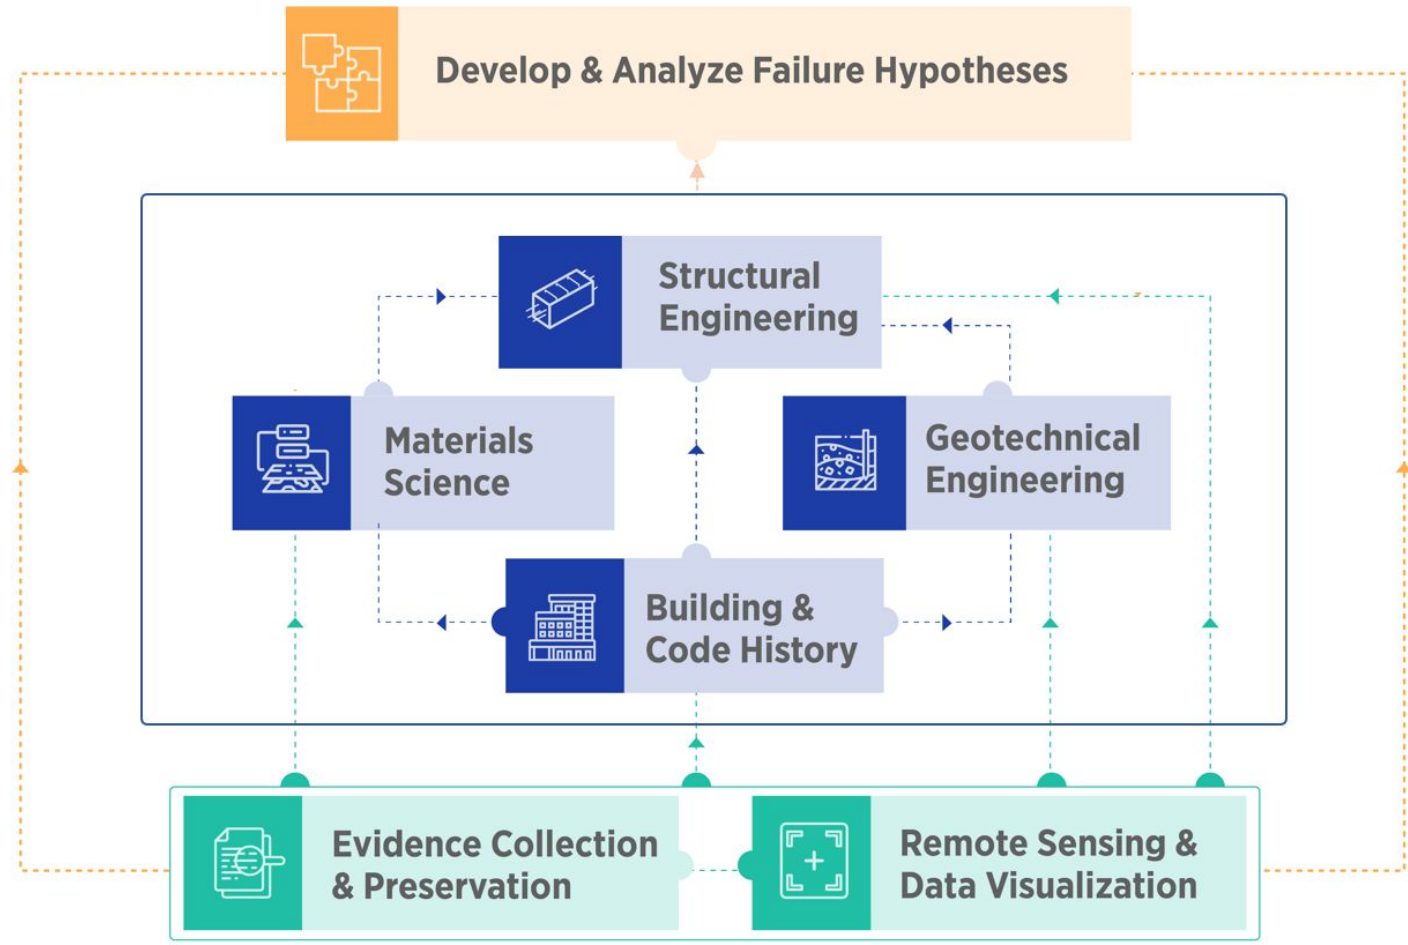 Develop & Analyze Failure Hypotheses
Structural
Engineering
Materials
Science
Geotechnical
Engineering
Building &
Code History
Evidence Collection
& Preservation
Remote Sensing &
Data Visualization